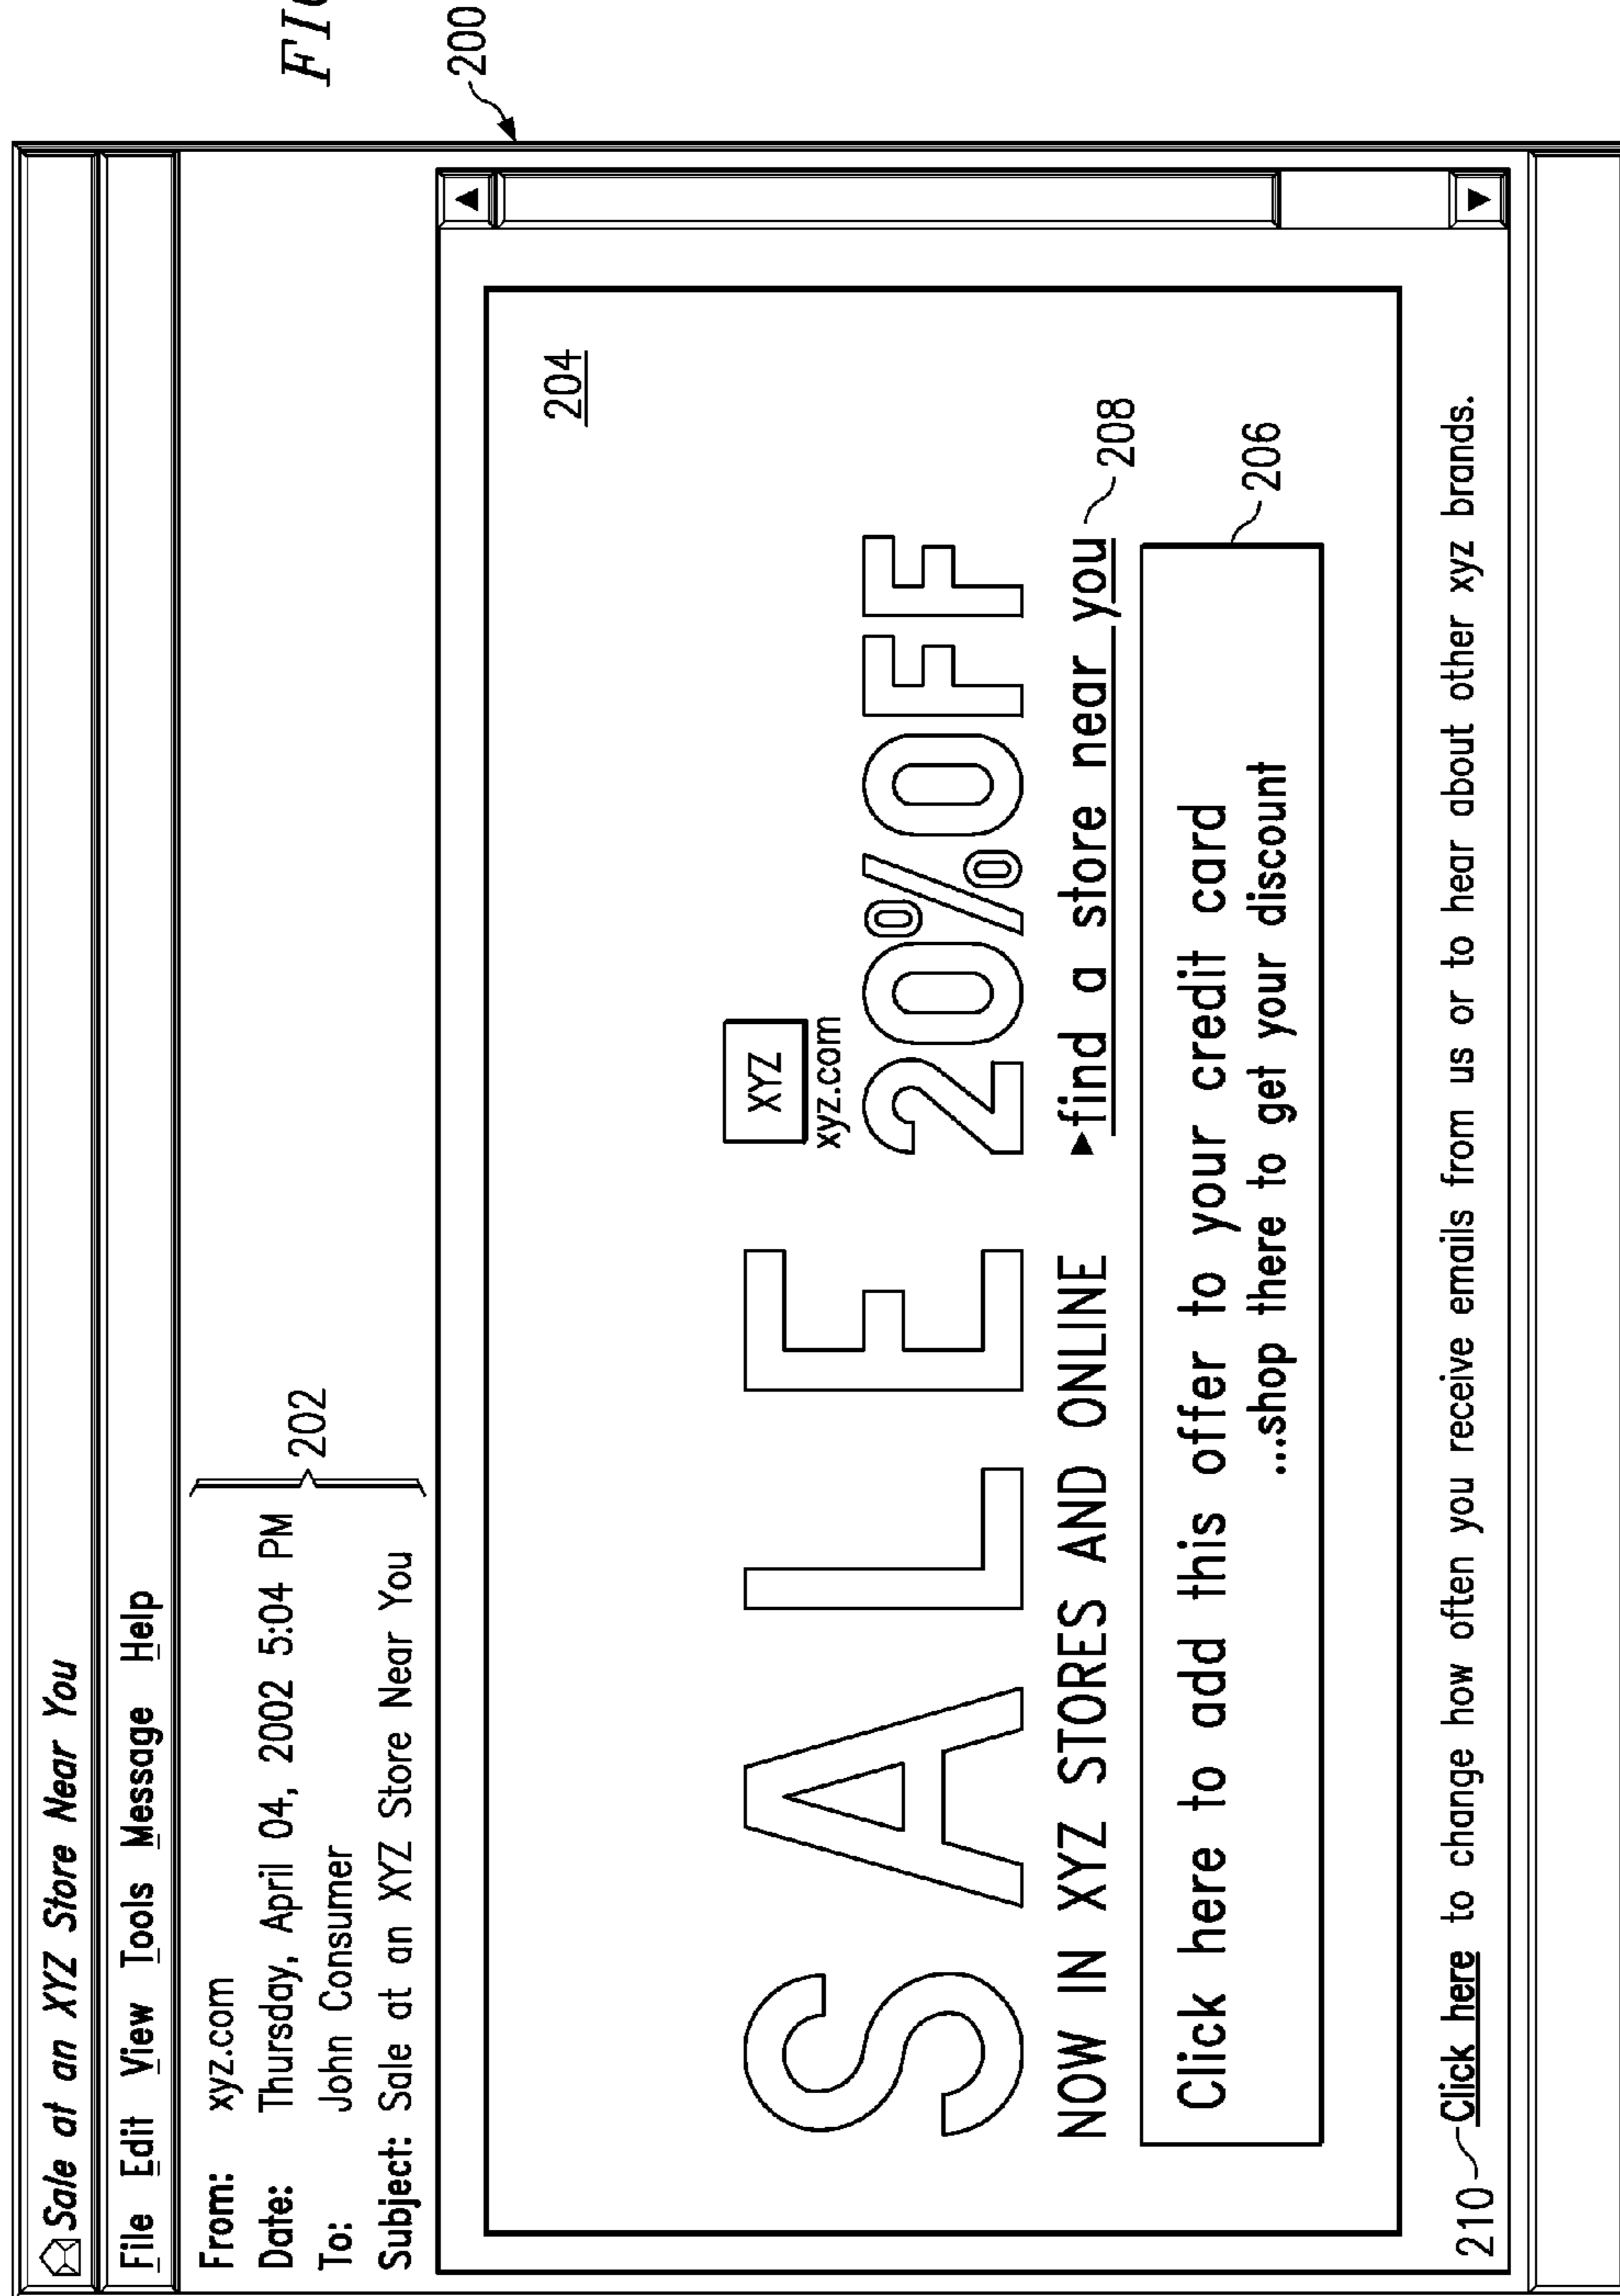 FIG
200
Sale at an XYZ Store Near You
File Edit View Tools Message Help
From: xyz.com
Date: Thursday, April 04, 2002 5:04 PM
To: John Consumer
Subject: Sale at an XYZ Store Near You
202
204
XYZ
xyz.com
SALE 20%OFF
NOW IN XYZ STORES AND ONLINE ►find a store near you 208
Click here to add this offer to your credit card
...shop there to get your discount
206
210 Click here to change how often you receive emails from us or to hear about other xyz brands.